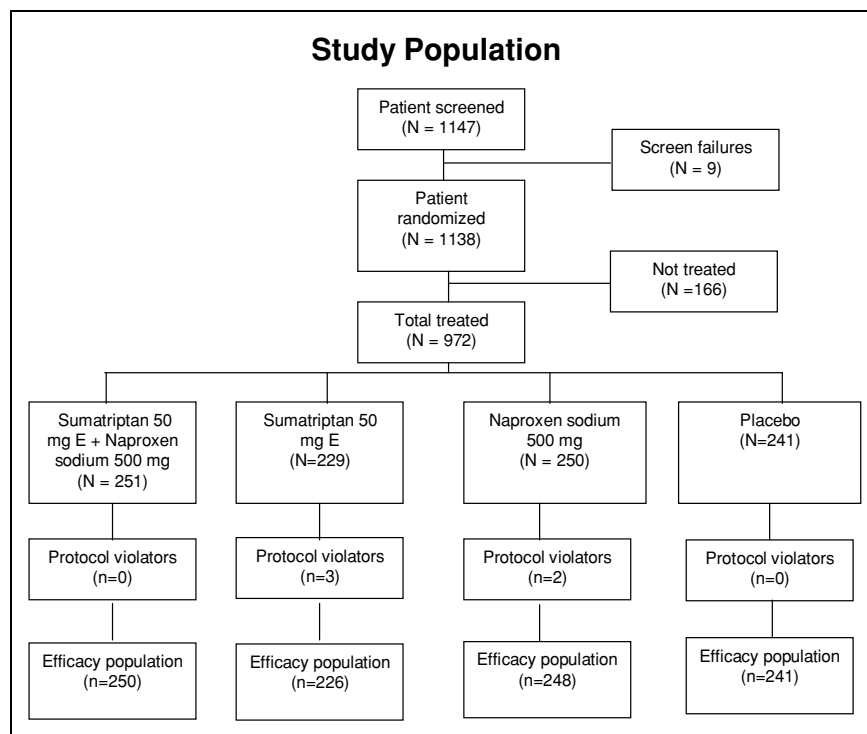 Study Population
Patient screened
(N = 1147)
Screen failures
(N = 9)
Patient
randomized
(N = 1138)
Not treated
(N =166)
Total treated
(N = 972)
Sumatriptan 50
mg E + Naproxen
sodium 500 mg
(N = 251)
Sumatriptan 50
mg E
(N=229)
Naproxen sodium
500 mg
(N = 250)
Placebo
(N=241)
Protocol violators
(n=0)
Protocol violators
(n=3)
Protocol violators
(n=2)
Protocol violators
(n=0)
Efficacy population
(n=250)
Efficacy population
(n=226)
Efficacy population
(n=248)
Efficacy population
(n=241)